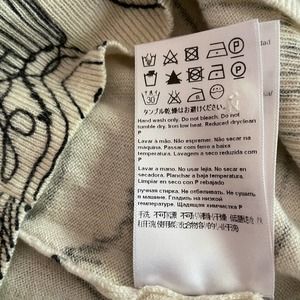 P
P
30
P
タンブル乾燥はお避けください。
Hand wash only. Do not bleach. Do not
tumble dry. Iron low heat. Reduced dryclean
P
Lavar à mão. Não espremer. Não secar na
máquina. Passar com ferro a baixa
temperatura. Lavagem a seco reduzida com
P
Lavar a mano. No usar lejía. No secar en
secadora. Planchar a baja temperatura.
Limpiar en seco con P rebajado
ручная стирка. Не отбеливать. Не сушить
в машине. Гладить на низкой
температуре. Щадящая химчистка P